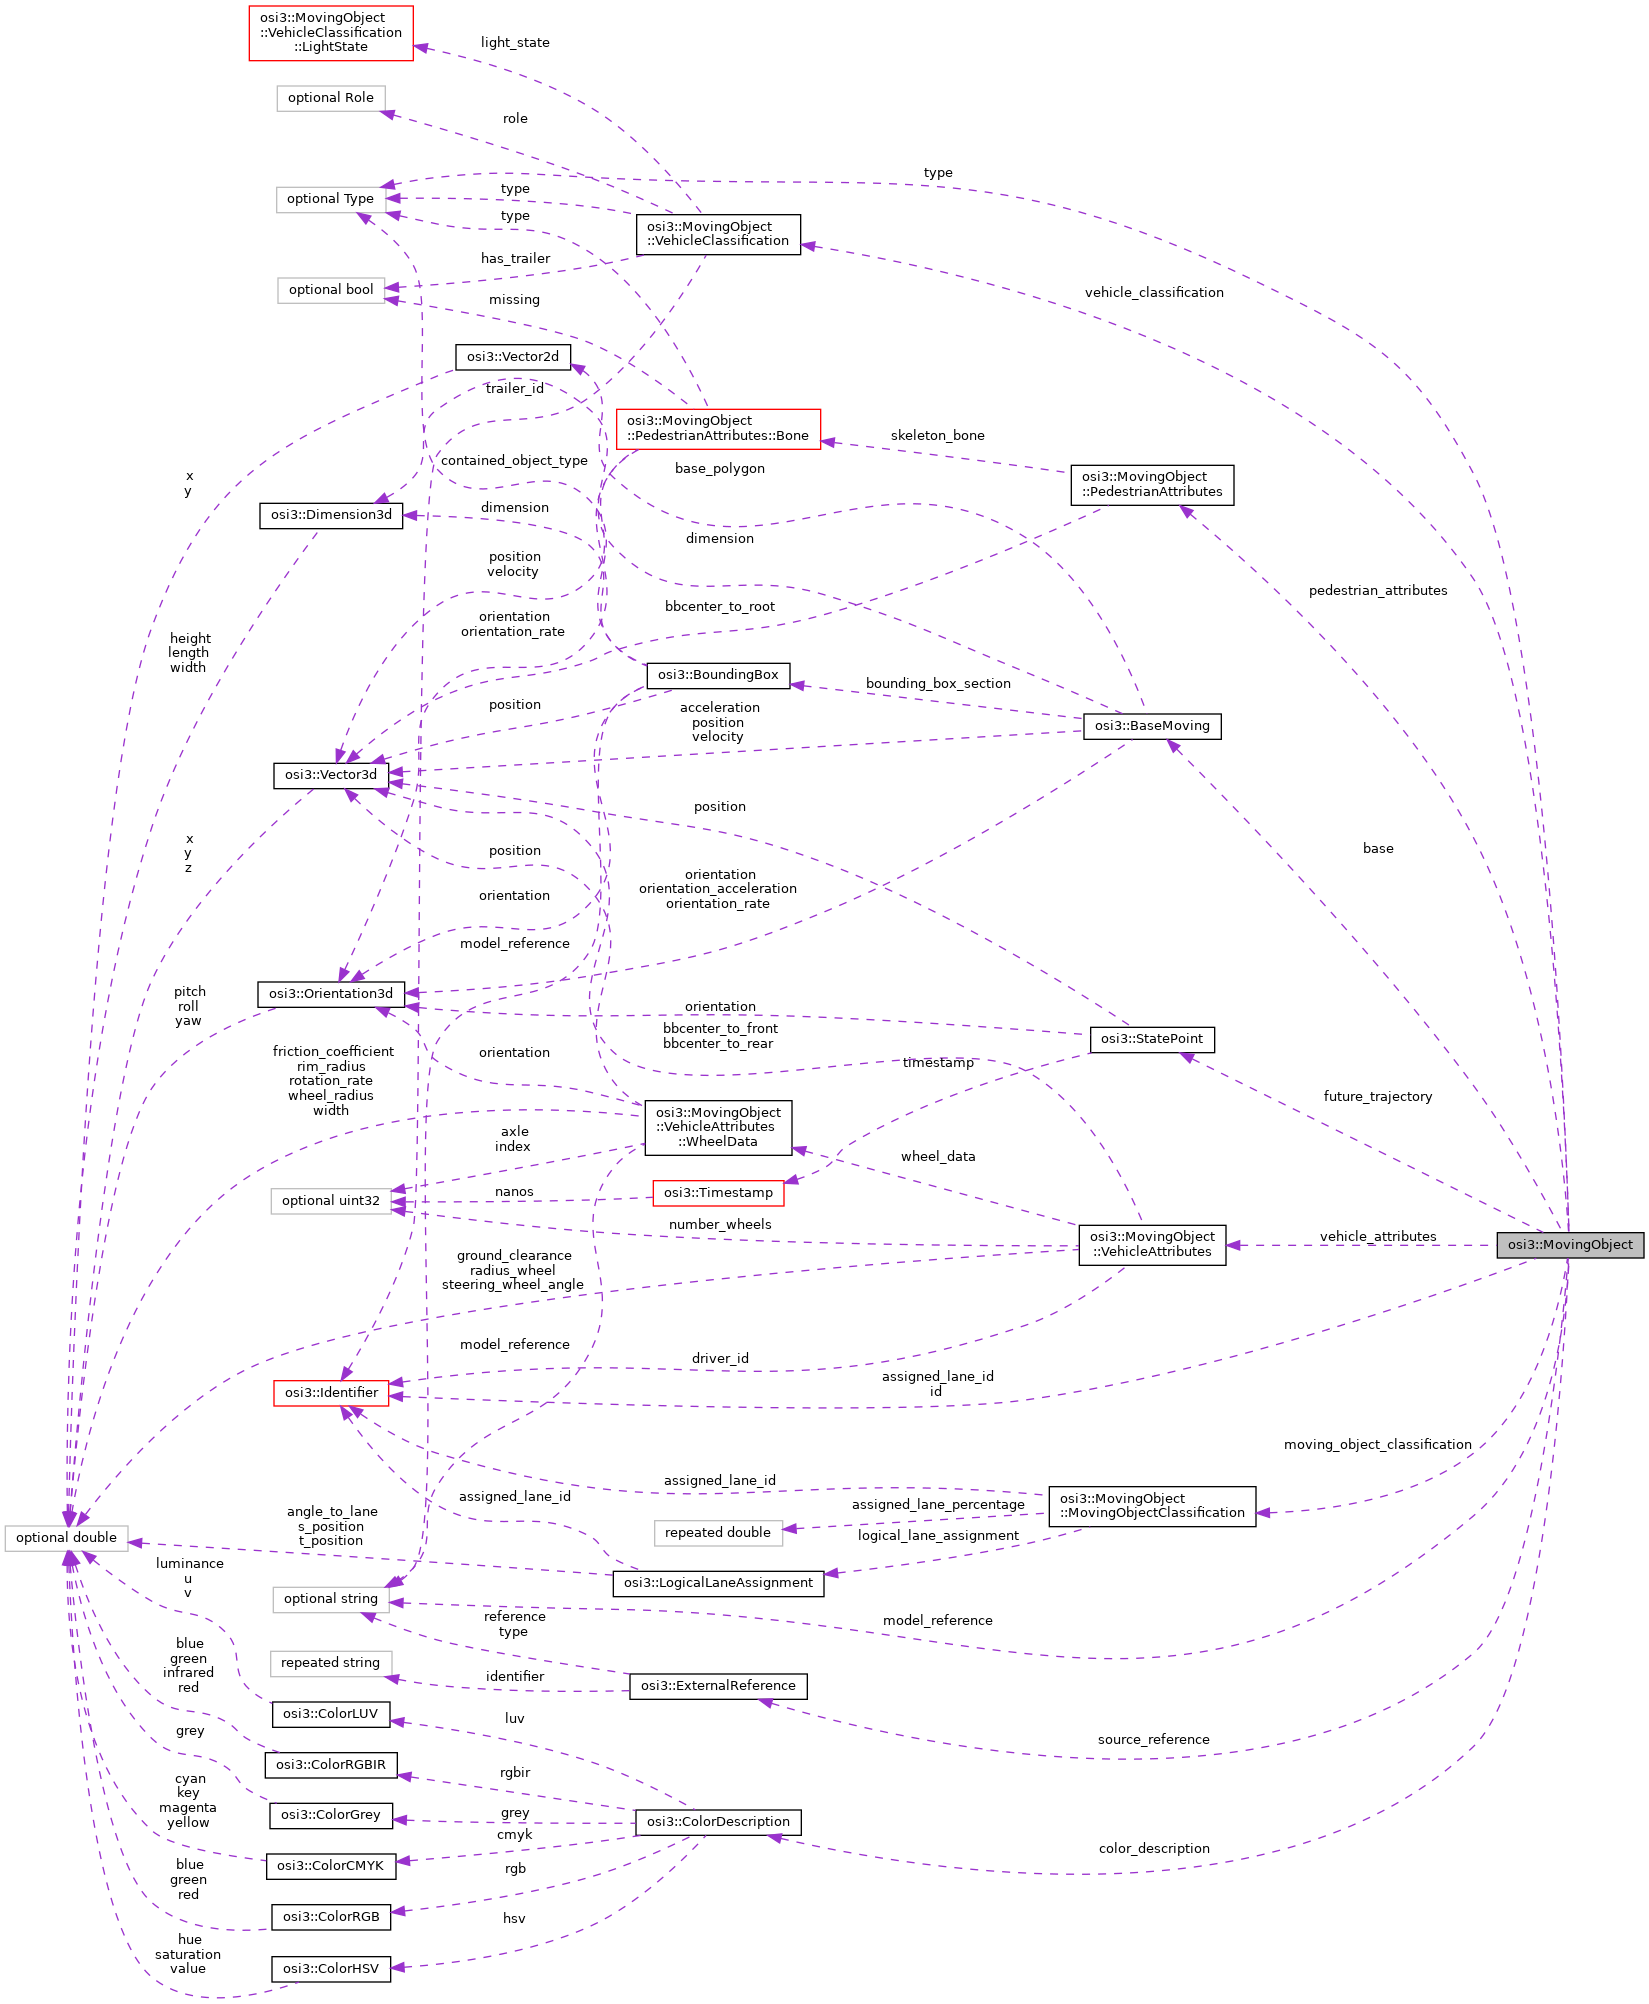 osi3::MovingObject
::VehicleClassification
::LightState
light_state
optional Role
role
type
optional Type
type
type
osi3::MovingObject
::VehicleClassification
has_trailer
optional bool
missing
vehicle_classification
osi3::Vector2d
trailer_id
osi3::MovingObject
::PedestrianAttributes::Bone
skeleton_bone
contained_object_type
base_polygon
osi3::MovingObject
::PedestrianAttributes
x
y
osi3::Dimension3d
dimension
dimension
position
velocity
pedestrian_attributes
bbcenter_to_root
orientation
orientation_rate
height
length
width
osi3::BoundingBox
bounding_box_section
position
acceleration
position
velocity
osi3::BaseMoving
osi3::Vector3d
position
x
y
z
position
base
orientation
orientation_acceleration
orientation_rate
orientation
model_reference
osi3::Orientation3d
pitch
roll
yaw
orientation
bbcenter_to_front
bbcenter_to_rear
osi3::StatePoint
orientation
timestamp
friction_coefficient
rim_radius
rotation_rate
wheel_radius
width
future_trajectory
osi3::MovingObject
::VehicleAttributes
::WheelData
axle
index
wheel_data
optional uint32
nanos
osi3::Timestamp
number_wheels
osi3::MovingObject
::VehicleAttributes
vehicle_attributes
osi3::MovingObject
ground_clearance
radius_wheel
steering_wheel_angle
model_reference
driver_id
osi3::Identifier
assigned_lane_id
id
moving_object_classification
assigned_lane_id
assigned_lane_id
assigned_lane_percentage
osi3::MovingObject
::MovingObjectClassification
angle_to_lane
s_position
t_position
repeated double
logical_lane_assignment
optional double
luminance
u
v
osi3::LogicalLaneAssignment
optional string
reference
type
model_reference
blue
green
infrared
red
repeated string
identifier
osi3::ExternalReference
osi3::ColorLUV
luv
grey
source_reference
osi3::ColorRGBIR
rgbir
cyan
key
magenta
yellow
osi3::ColorGrey
grey
osi3::ColorDescription
cmyk
color_description
osi3::ColorCMYK
rgb
blue
green
red
osi3::ColorRGB
hsv
hue
saturation
value
osi3::ColorHSV